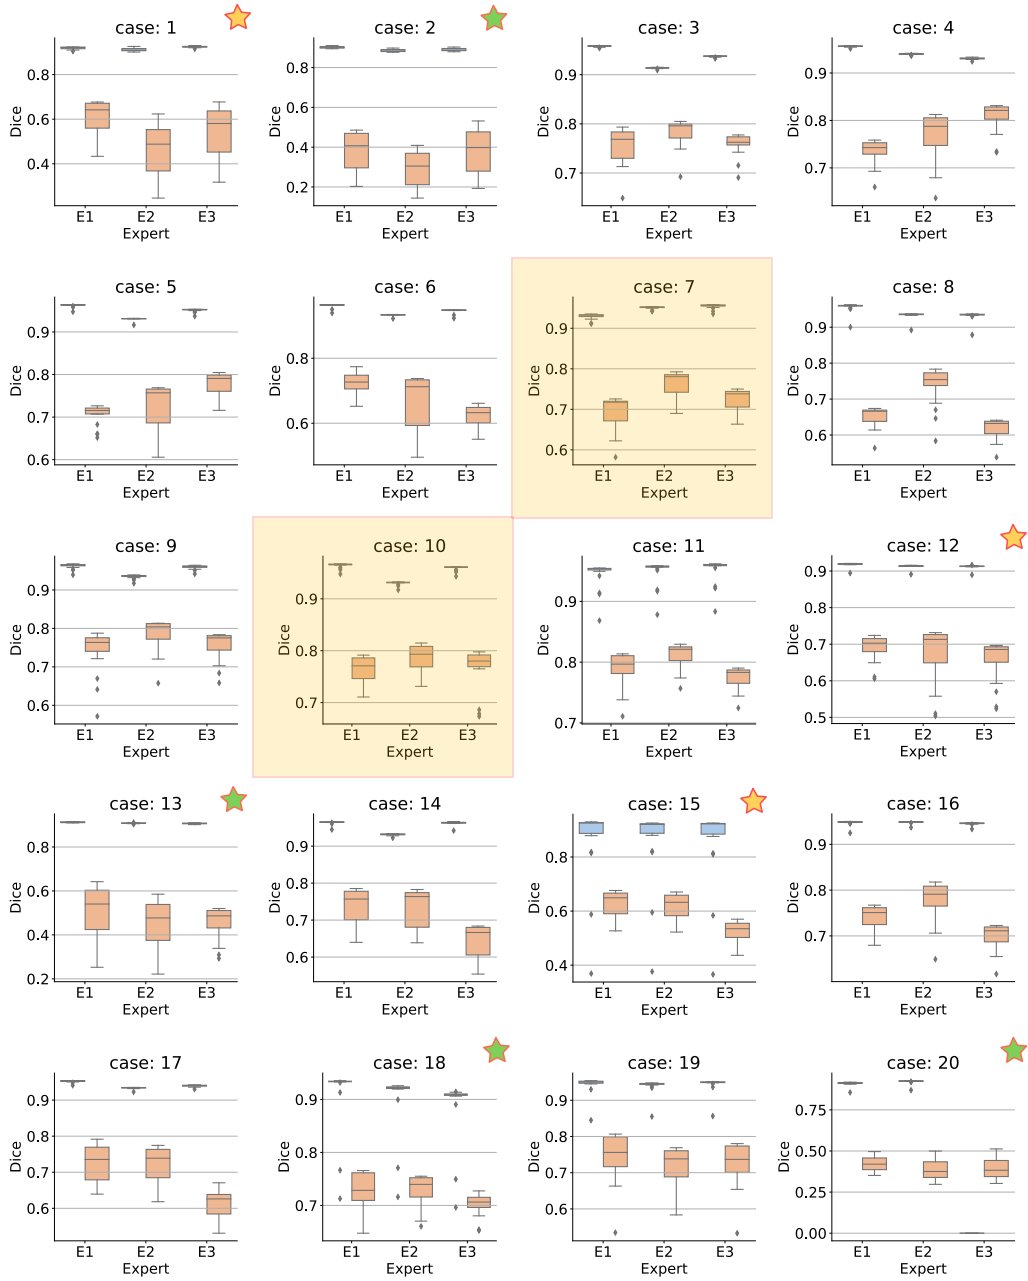 case: 1
Dice
0.8
0.6
0.4
E1 E2 E3
Expert
case: 2
Dice
0.8
0.6
0.4
0.2
E1 E2 E3
Expert
case: 3
Dice
0.9
0.8
0.7
E1 E2 E3
Expert
case: 4
Dice
0.9
0.8
0.7
E1 E2 E3
Expert
case: 5
Dice
0.9
0.8
0.7
0.6
E1 E2 E3
Expert
case: 6
Dice
0.8
0.6
E1 E2 E3
Expert
case: 7
Dice
0.9
0.8
0.7
0.6
E1 E2 E3
Expert
case: 8
Dice
0.9
0.8
0.7
0.6
E1 E2 E3
Expert
case: 9
Dice
0.9
0.8
0.7
0.6
E1 E2 E3
Expert
case: 10
Dice
0.9
0.8
0.7
E1 E2 E3
Expert
case: 11
Dice
0.9
0.8
0.7
E1 E2 E3
Expert
case: 12
Dice
0.9
0.8
0.7
0.6
0.5
E1 E2 E3
Expert
case: 13
Dice
0.8
0.6
0.4
0.2
E1 E2 E3
Expert
case: 14
Dice
0.9
0.8
0.7
0.6
E1 E2 E3
Expert
case: 15
Dice
0.8
0.6
0.4
E1 E2 E3
Expert
case: 16
Dice
0.9
0.8
0.7
E1 E2 E3
Expert
case: 17
Dice
0.9
0.8
0.7
0.6
E1 E2 E3
Expert
case: 18
Dice
0.9
0.8
0.7
E1 E2 E3
Expert
case: 19
Dice
0.9
0.8
0.7
0.6
E1 E2 E3
Expert
case: 20
Dice
0.75
0.50
0.25
0.00
E1 E2 E3
Expert